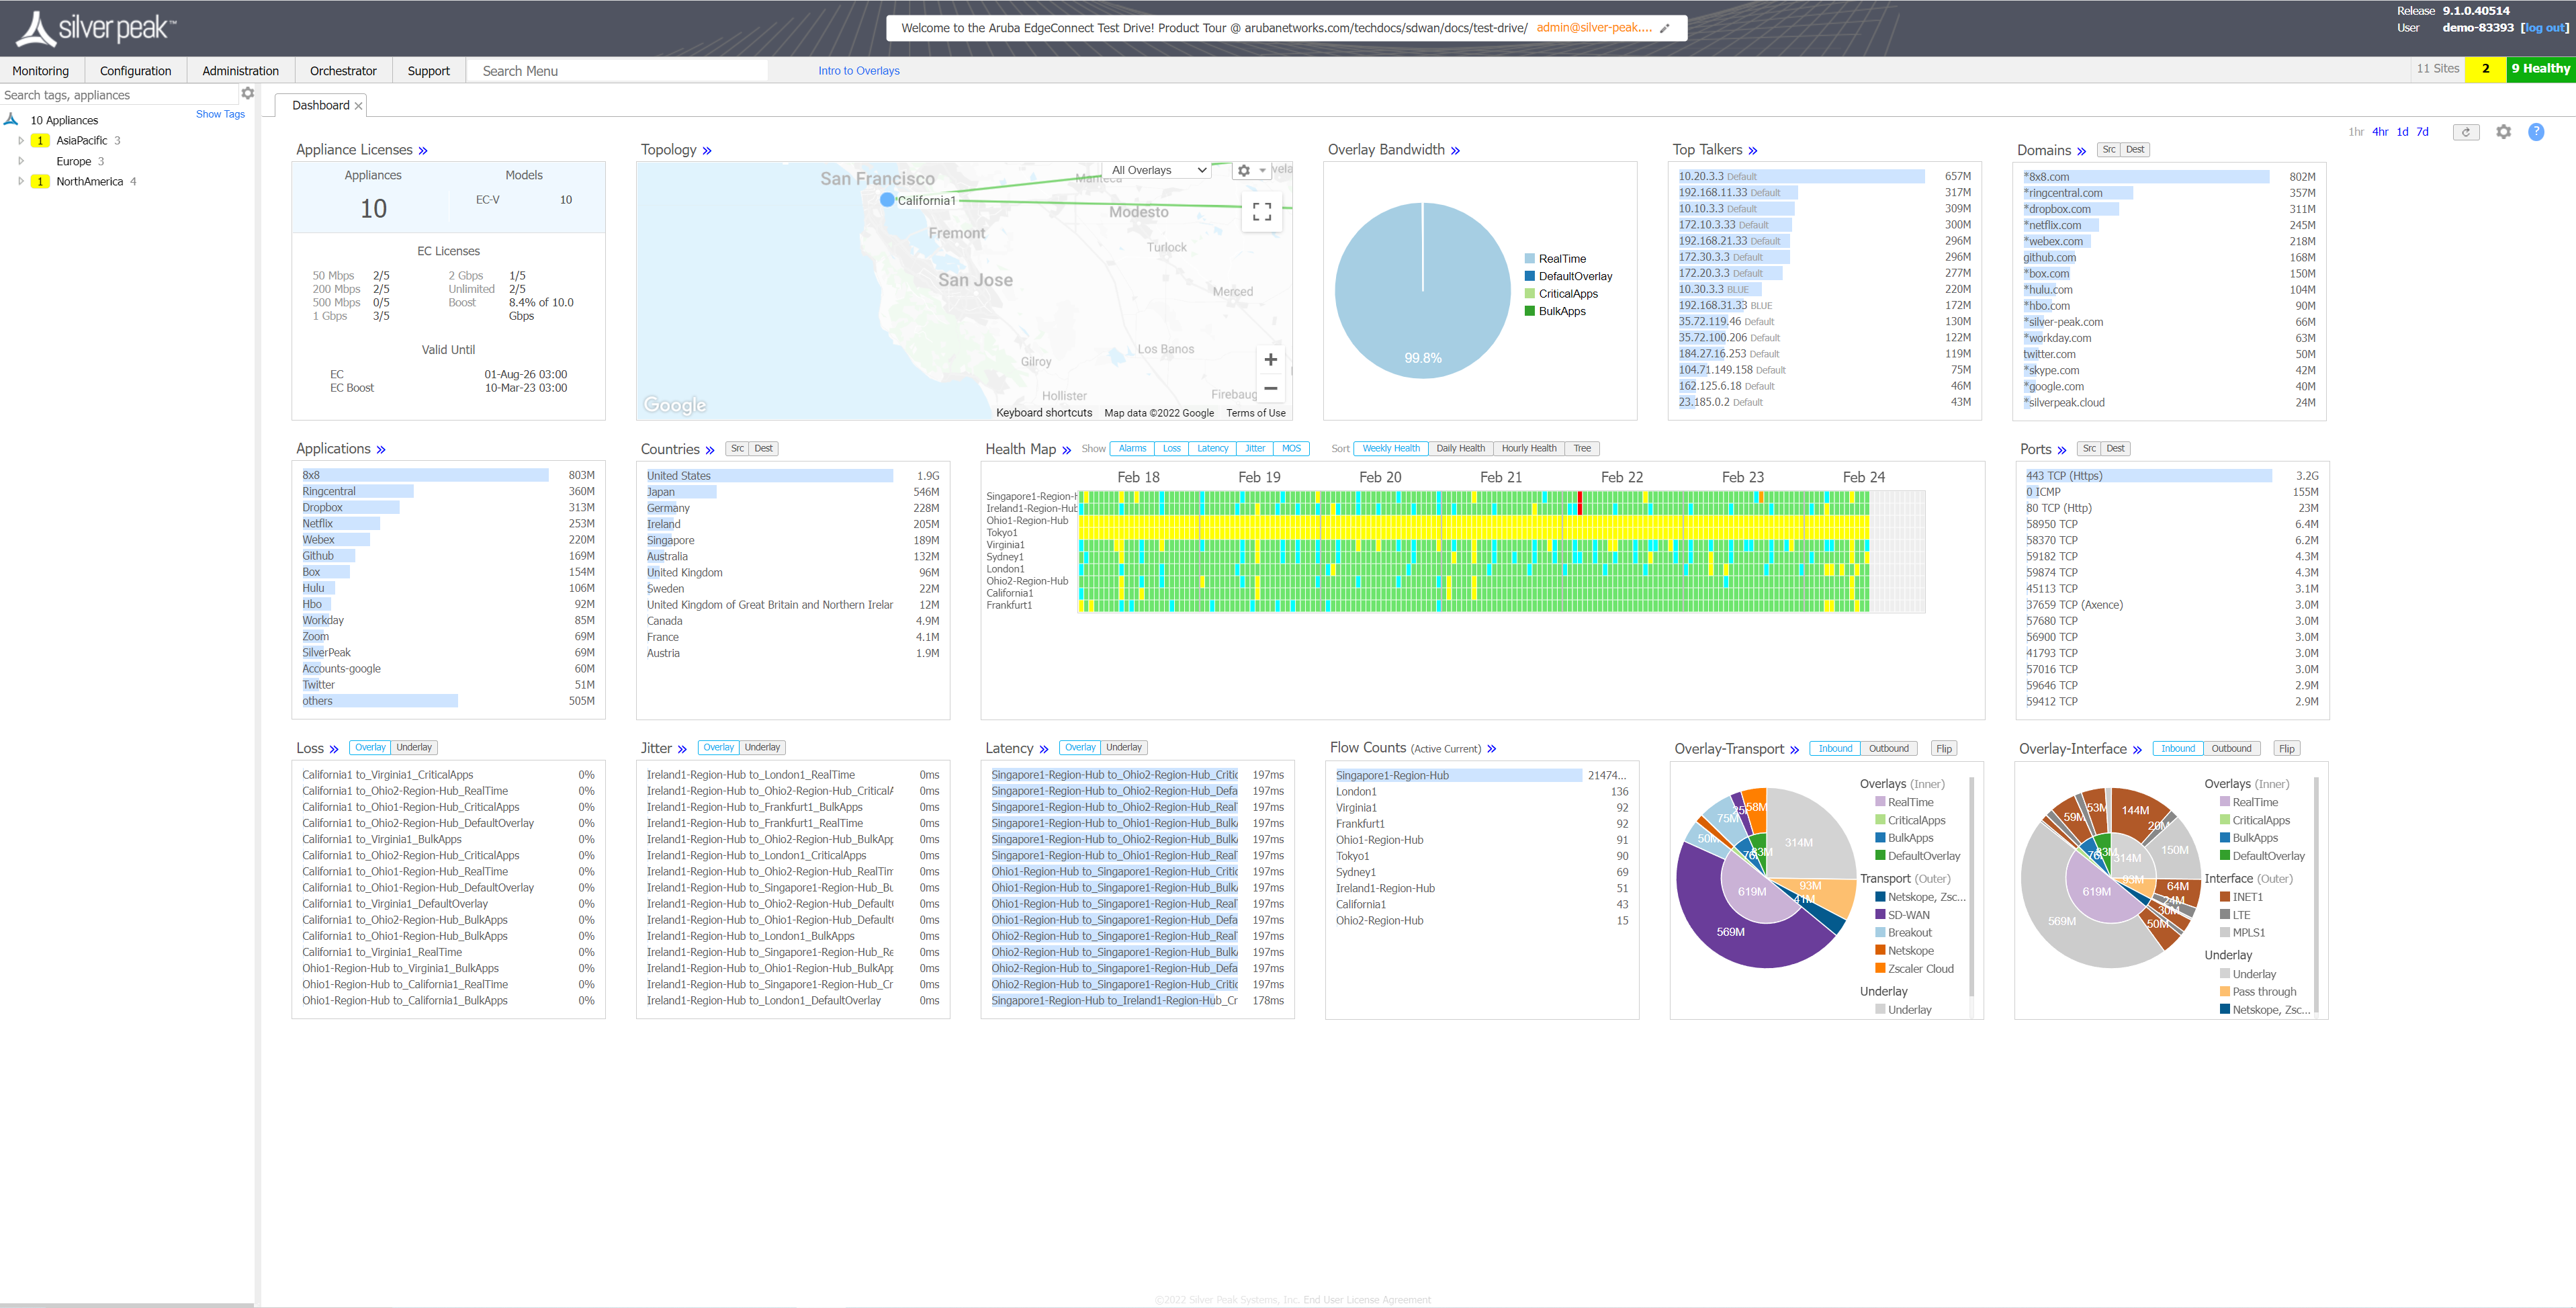 silver peak™
Welcome to the Aruba EdgeConnect Test Drive! Product Tour @ arubanetworks.com/techdocs/sdwan/docs/test-drive/ admin@silver-peak....
Release 9.1.0.40514
User demo-83393 [log out]
Monitoring Configuration Administration Orchestrator Support Search Menu Intro to Overlays 11 Sites 2 9 Healthy
Search tags, appliances
Show Tags
10 Appliances
1 AsiaPacific 3
Europe 3
1 NorthAmerica 4
Dashboard
1hr 4hr 1d 7d
Appliance Licenses »
Appliances Models
10 EC-V 10
EC Licenses
50 Mbps 2/5 2 Gbps 1/5
200 Mbps 2/5 Unlimited 2/5
500 Mbps 0/5 Boost 8.4% of 10.0
1 Gbps 3/5 Gbps
Valid Until
EC 01-Aug-26 03:00
EC Boost 10-Mar-23 03:00
Topology »
All Overlays
San Francisco
Manteca
California1
Modesto
Fremont
Turlock
San Jose
Merced
Los Banos
Gilroy
Hollister
Firebaug
Google
Keyboard shortcuts Map data ©2022 Google Terms of Use
Overlay Bandwidth »
99.8%
RealTime
DefaultOverlay
CriticalApps
BulkApps
Top Talkers »
10.20.3.3 Default 657M
192.168.11.33 Default 317M
10.10.3.3 Default 309M
172.10.3.33 Default 300M
192.168.21.33 Default 296M
172.30.3.33 Default 296M
172.20.3.3 Default 277M
10.30.3.3 BLUE 220M
192.168.31.33 BLUE 172M
35.72.119.46 Default 130M
35.72.100.206 Default 122M
184.27.16.253 Default 119M
104.71.149.158 Default 75M
162.125.6.18 Default 46M
23.185.0.2 Default 43M
Domains » Src Dest
*8x8.com 802M
*ringcentral.com 357M
*dropbox.com 311M
*netflix.com 245M
*webex.com 218M
github.com 168M
*box.com 150M
*hulu.com 104M
*hbo.com 90M
*silver-peak.com 66M
*workday.com 63M
twitter.com 50M
*skype.com 42M
*google.com 40M
*silverpeak.cloud 24M
Applications »
8x8 803M
Ringcentral 360M
Dropbox 313M
Netflix 253M
Webex 220M
Github 169M
Box 154M
Hulu 106M
Hbo 92M
Workday 85M
Zoom 69M
SilverPeak 69M
Accounts-google 60M
Twitter 51M
others 505M
Countries » Src Dest
United States 1.9G
Japan 546M
Germany 228M
Ireland 205M
Singapore 189M
Australia 132M
United Kingdom 96M
Sweden 22M
United Kingdom of Great Britain and Northern Irelar 12M
Canada 4.9M
France 4.1M
Austria 1.9M
Health Map » Show Alarms Loss Latency Jitter MOS Sort Weekly Health Daily Health Hourly Health Tree
Feb 18 Feb 19 Feb 20 Feb 21 Feb 22 Feb 23 Feb 24
Singapore1-Region-H
Ireland1-Region-Hub
Ohio1-Region-Hub
Tokyo1
Virginia1
Sydney1
London1
Ohio2-Region-Hub
California1
Frankfurt1
Ports » Src Dest
443 TCP (Https) 3.2G
0 ICMP 155M
80 TCP (Http) 23M
58950 TCP 6.4M
58370 TCP 6.2M
59182 TCP 4.3M
59874 TCP 4.3M
45113 TCP 3.1M
37659 TCP (Axence) 3.0M
57680 TCP 3.0M
56900 TCP 3.0M
41793 TCP 3.0M
57016 TCP 3.0M
59646 TCP 2.9M
59412 TCP 2.9M
Loss » Overlay Underlay
California1 to_Virginia1_CriticalApps 0%
California1 to_Ohio2-Region-Hub_RealTime 0%
California1 to_Ohio1-Region-Hub_CriticalApps 0%
California1 to_Ohio2-Region-Hub_DefaultOverlay 0%
California1 to_Virginia1_BulkApps 0%
California1 to_Ohio2-Region-Hub_CriticalApps 0%
California1 to_Ohio1-Region-Hub_RealTime 0%
California1 to_Ohio1-Region-Hub_DefaultOverlay 0%
California1 to_Virginia1_DefaultOverlay 0%
California1 to_Ohio2-Region-Hub_BulkApps 0%
California1 to_Ohio1-Region-Hub_BulkApps 0%
California1 to_Virginia1_RealTime 0%
Ohio1-Region-Hub to_Virginia1_BulkApps 0%
Ohio1-Region-Hub to_California1_RealTime 0%
Ohio1-Region-Hub to_California1_BulkApps 0%
Jitter » Overlay Underlay
Ireland1-Region-Hub to_London1_RealTime 0ms
Ireland1-Region-Hub to_Ohio2-Region-Hub_CriticalA 0ms
Ireland1-Region-Hub to_Frankfurt1_BulkApps 0ms
Ireland1-Region-Hub to_Frankfurt1_RealTime 0ms
Ireland1-Region-Hub to_Ohio2-Region-Hub_BulkApp 0ms
Ireland1-Region-Hub to_London1_CriticalApps 0ms
Ireland1-Region-Hub to_Ohio2-Region-Hub_RealTim 0ms
Ireland1-Region-Hub to_Singapore1-Region-Hub_Bu 0ms
Ireland1-Region-Hub to_Ohio2-Region-Hub_Default 0ms
Ireland1-Region-Hub to_Ohio1-Region-Hub_Default 0ms
Ireland1-Region-Hub to_London1_BulkApps 0ms
Ireland1-Region-Hub to_Singapore1-Region-Hub_Re 0ms
Ireland1-Region-Hub to_Ohio1-Region-Hub_BulkApp 0ms
Ireland1-Region-Hub to_Singapore1-Region-Hub_Cr 0ms
Ireland1-Region-Hub to_London1_DefaultOverlay 0ms
Latency » Overlay Underlay
Singapore1-Region-Hub to_Ohio2-Region-Hub_Critic 197ms
Singapore1-Region-Hub to_Ohio2-Region-Hub_Defa 197ms
Singapore1-Region-Hub to_Ohio2-Region-Hub_Real 197ms
Singapore1-Region-Hub to_Ohio1-Region-Hub_Bulk 197ms
Singapore1-Region-Hub to_Ohio2-Region-Hub_Bulk 197ms
Singapore1-Region-Hub to_Ohio1-Region-Hub_Real 197ms
Ohio1-Region-Hub to_Singapore1-Region-Hub_Critic 197ms
Ohio1-Region-Hub to_Singapore1-Region-Hub_Bulk 197ms
Ohio1-Region-Hub to_Singapore1-Region-Hub_Real 197ms
Ohio1-Region-Hub to_Singapore1-Region-Hub_Defa 197ms
Ohio2-Region-Hub to_Singapore1-Region-Hub_Real 197ms
Ohio2-Region-Hub to_Singapore1-Region-Hub_Bulk 197ms
Ohio2-Region-Hub to_Singapore1-Region-Hub_Defa 197ms
Ohio2-Region-Hub to_Singapore1-Region-Hub_Critic 197ms
Singapore1-Region-Hub to_Ireland1-Region-Hub_Cr 178ms
Flow Counts (Active Current) »
Singapore1-Region-Hub 21474...
London1 136
Virginia1 92
Frankfurt1 92
Ohio1-Region-Hub 91
Tokyo1 90
Sydney1 69
Ireland1-Region-Hub 51
California1 43
Ohio2-Region-Hub 15
Overlay-Transport » Inbound Outbound Flip
58M
75M
50M
314M
83M
93M
41M
619M
569M
Overlays (Inner)
RealTime
CriticalApps
BulkApps
DefaultOverlay
Transport (Outer)
Netskope, Zsc...
SD-WAN
Breakout
Netskope
Zscaler Cloud
Underlay
Underlay
Overlay-Interface » Inbound Outbound Flip
53M
144M
59M
20M
150M
83M
314M
93M
64M
24M
30M
50M
619M
569M
Overlays (Inner)
RealTime
CriticalApps
BulkApps
DefaultOverlay
Interface (Outer)
INET1
LTE
MPLS1
Underlay
Underlay
Pass through
Netskope, Zsc...
©2022 Silver Peak Systems, Inc. End User License Agreement